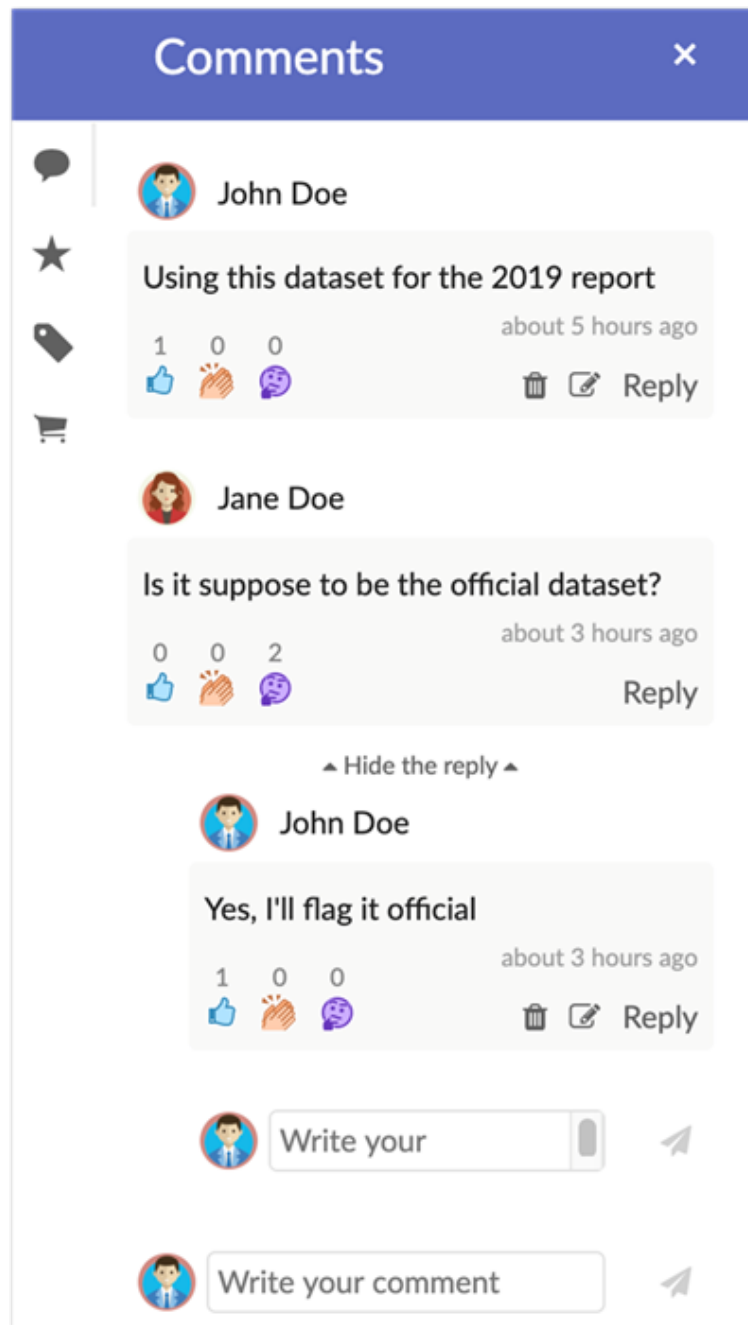 Comments ×
John Doe
Using this dataset for the 2019 report
about 5 hours ago
1 0 0
Reply
Jane Doe
Is it suppose to be the official dataset?
about 3 hours ago
0 0 2
Reply
Hide the reply
John Doe
Yes, I'll flag it official
about 3 hours ago
1 0 0
Reply
Write your
Write your comment